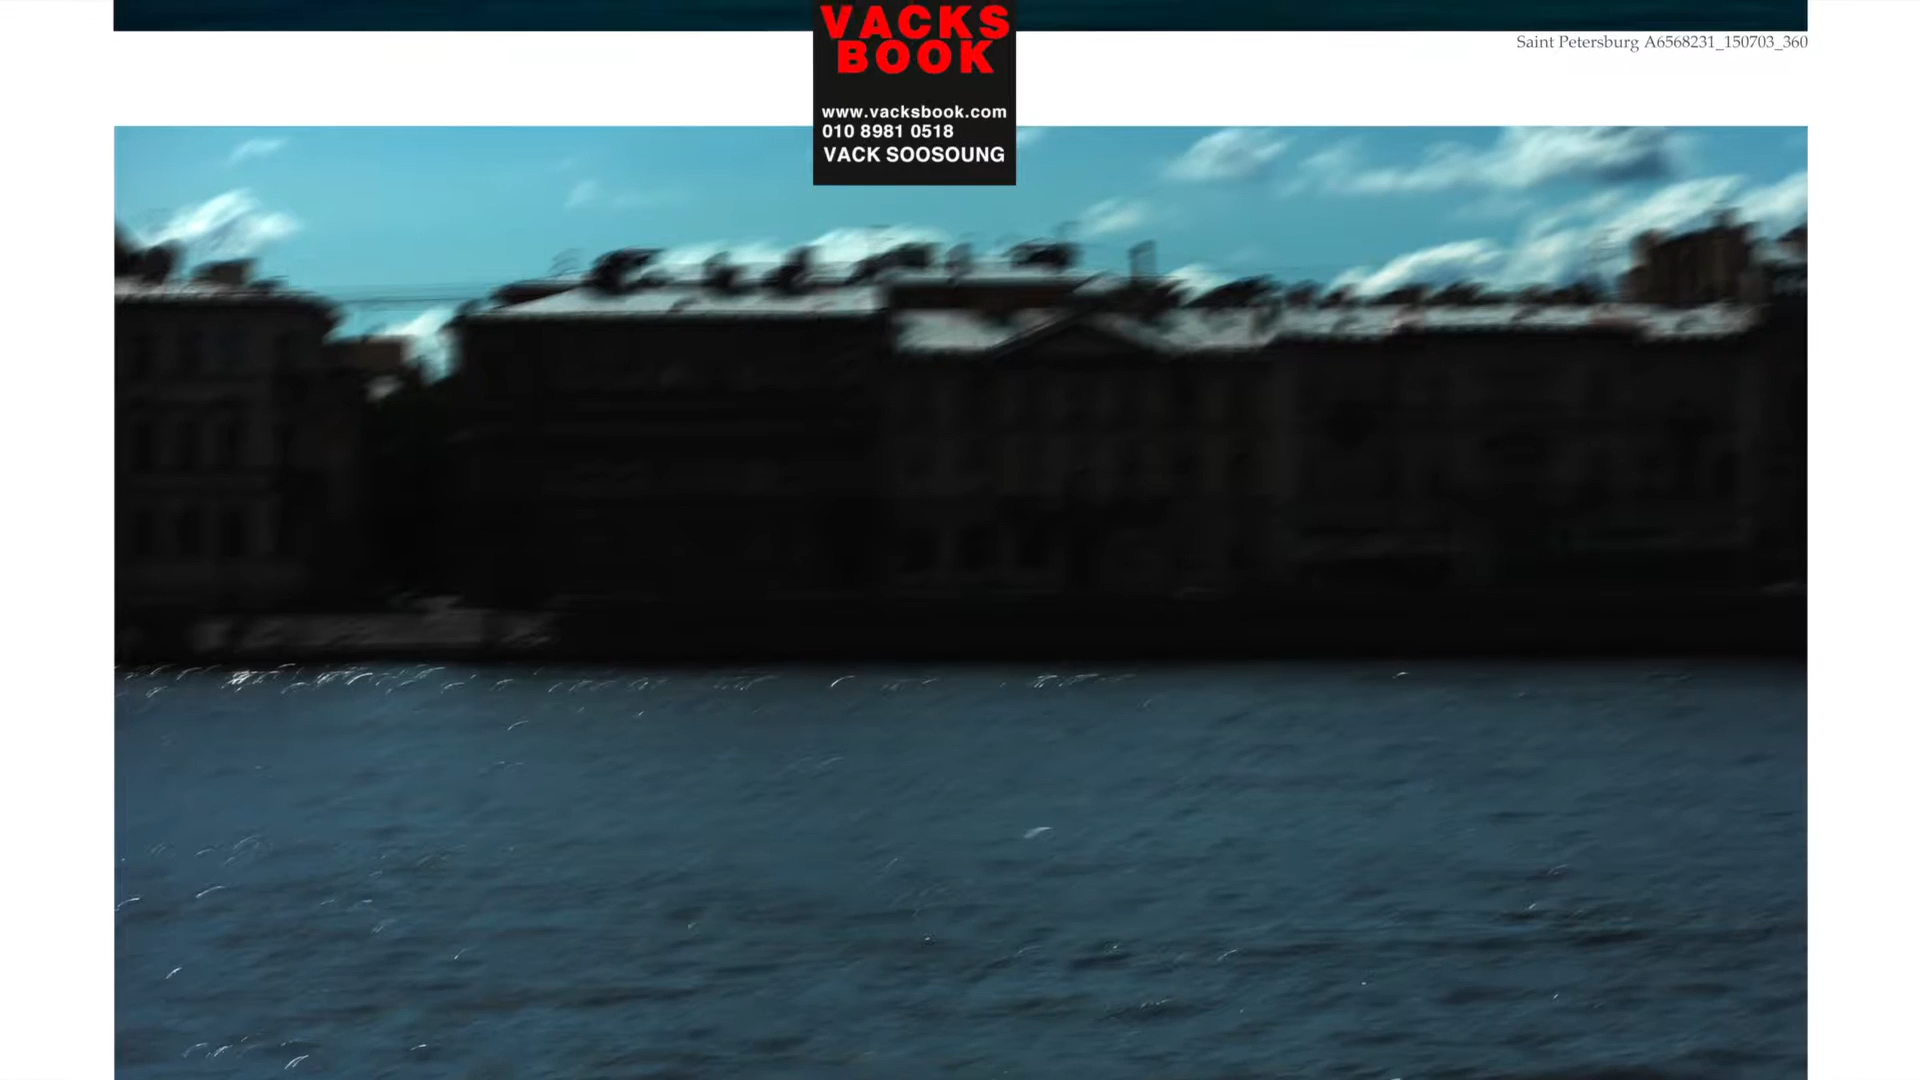 VACKS
BOOK
www.vacksbook.com
010 8981 0518
VACK SOOSOUNG
Saint Petersburg A6568231_150703_360